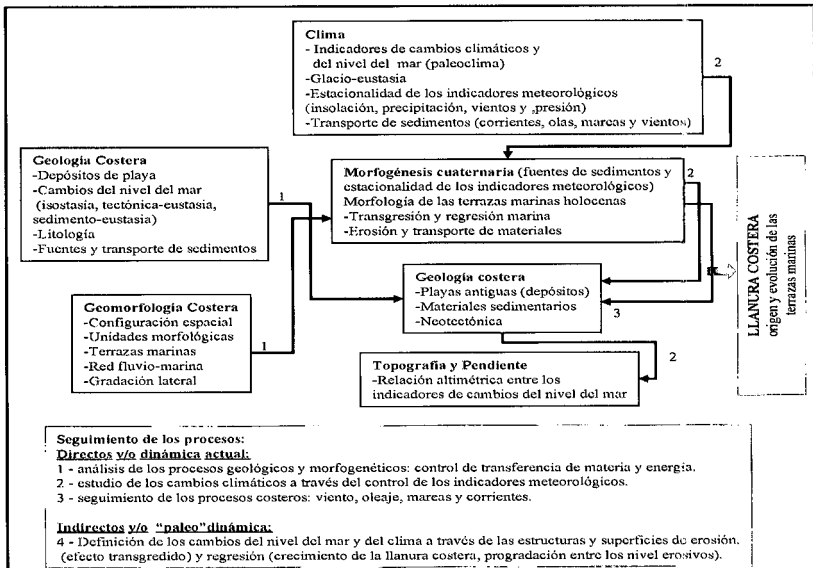 Clima
- Indicadores de cambios climáticos y
del nivel del mar (paleoclima)
-Glacio-eustasia
-Estacionalidad de los indicadores meteorológicos
(insolación, precipitación, vientos y ,presión)
-Transporte de sedimentos (corrientes, olas, mareas y vientos)
2
Geología Costera
-Depósitos de playa
-Cambios del nivel del mar
(isostasia, tectónica-eustasia,
sedimento-eustasia)
-Litología
-Fuentes y transporte de sedimentos
1
Morfogénesis cuaternaria (fuentes de sedimentos y
estacionalidad de los indicadores meteorológicos)
Morfología de las terrazas marinas holocenas
-Transgresión y regresión marina
-Erosión y transporte de materiales
2
Geomorfología Costera
-Configuración espacial
-Unidades morfológicas
-Terrazas marinas
-Red fluvio-marina
-Gradación lateral
1
Geología costera
-Playas antiguas (depósitos)
-Materiales sedimentarios
-Neotectónica
3
2
Topografía y Pendiente
-Relación altimétrica entre los
indicadores de cambios del nivel del mar
LLANURA COSTERA
origen y evolución de las
terrazas marinas
Seguimiento de los procesos:
Directos y/o dinámica actual:
1 - análisis de los procesos geológicos y morfogenéticos: control de transferencia de materia y energía.
2 - estudio de los cambios climáticos a través del control de los indicadores meteorológicos.
3 - seguimiento de los procesos costeros: viento, oleaje, mareas y corrientes.
Indirectos y/o "paleo"dinámica:
4 - Definición de los cambios del nivel del mar y del clima a través de las estructuras y superficies de erosión.
(efecto transgredido) y regresión (crecimiento de la llanura costera, progradación entre los nivel erosivos).